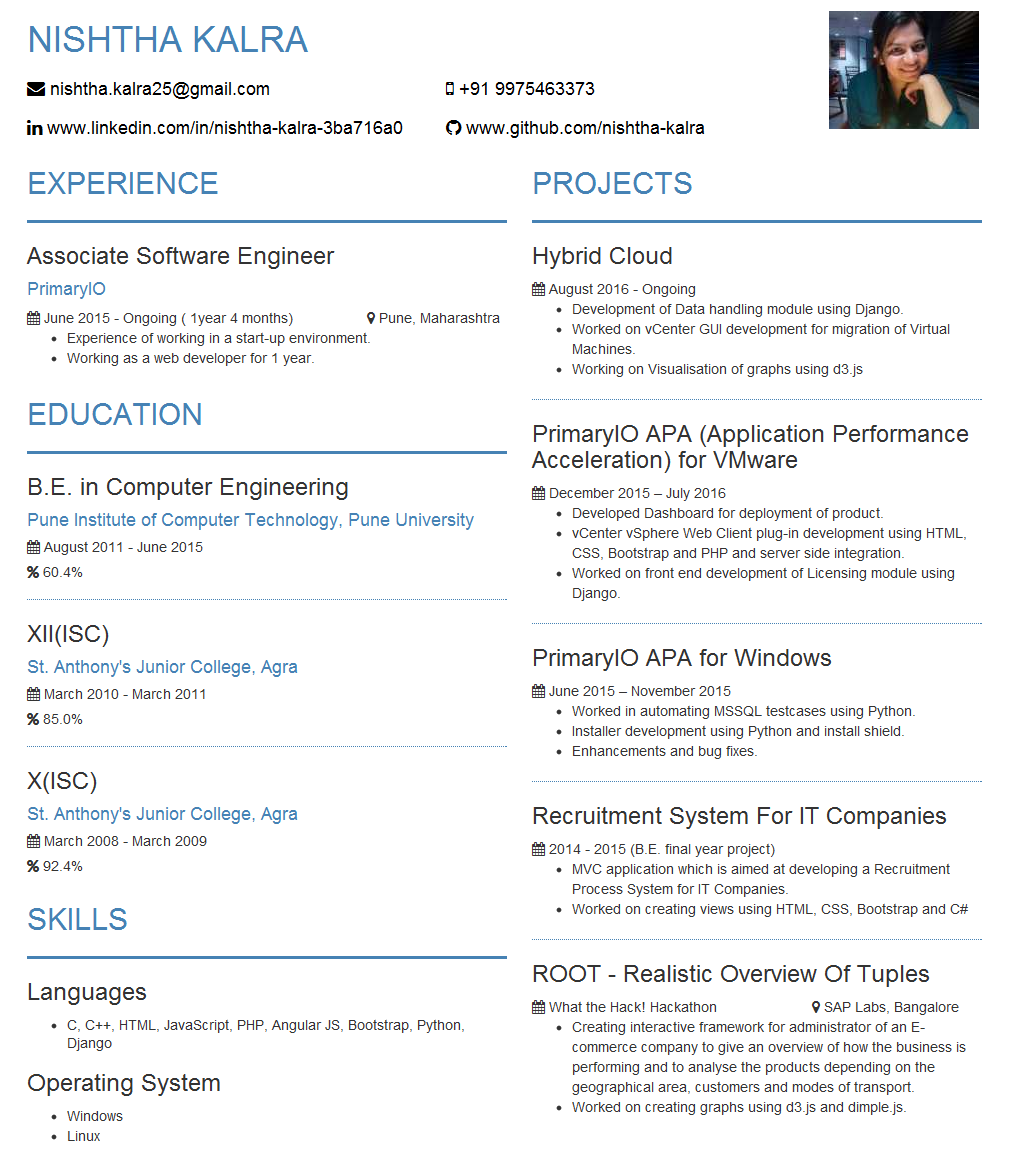 NISHTHA KALRA
nishtha.kalra25@gmail.com
+91 9975463373
www.linkedin.com/in/nishtha-kalra-3ba716a0
www.github.com/nishtha-kalra
EXPERIENCE
Associate Software Engineer
PrimaryIO
June 2015 - Ongoing ( 1year 4 months)
Pune, Maharashtra
• Experience of working in a start-up environment.
• Working as a web developer for 1 year.
EDUCATION
B.E. in Computer Engineering
Pune Institute of Computer Technology, Pune University
August 2011 - June 2015
% 60.4%
XII(ISC)
St. Anthony's Junior College, Agra
March 2010 - March 2011
% 85.0%
X(ISC)
St. Anthony's Junior College, Agra
March 2008 - March 2009
% 92.4%
SKILLS
Languages
• C, C++, HTML, JavaScript, PHP, Angular JS, Bootstrap, Python,
Django
Operating System
• Windows
• Linux
PROJECTS
Hybrid Cloud
August 2016 - Ongoing
• Development of Data handling module using Django.
• Worked on vCenter GUI development for migration of Virtual
Machines.
• Working on Visualisation of graphs using d3.js
PrimaryIO APA (Application Performance
Acceleration) for VMware
December 2015 – July 2016
• Developed Dashboard for deployment of product.
• vCenter vSphere Web Client plug-in development using HTML,
CSS, Bootstrap and PHP and server side integration.
• Worked on front end development of Licensing module using
Django.
PrimaryIO APA for Windows
June 2015 – November 2015
• Worked in automating MSSQL testcases using Python.
• Installer development using Python and install shield.
• Enhancements and bug fixes.
Recruitment System For IT Companies
2014 - 2015 (B.E. final year project)
• MVC application which is aimed at developing a Recruitment
Process System for IT Companies.
• Worked on creating views using HTML, CSS, Bootstrap and C#
ROOT - Realistic Overview Of Tuples
What the Hack! Hackathon
SAP Labs, Bangalore
• Creating interactive framework for administrator of an E-
commerce company to give an overview of how the business is
performing and to analyse the products depending on the
geographical area, customers and modes of transport.
• Worked on creating graphs using d3.js and dimple.js.